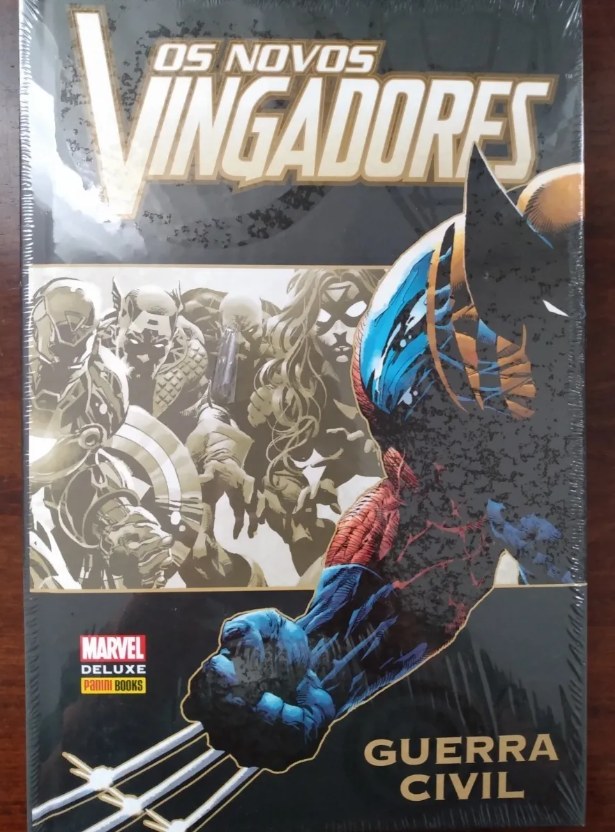 OS NOVOS
VINGADORES
MARVEL
DELUXE
PANINI BOOKS
GUERRA
CIVIL